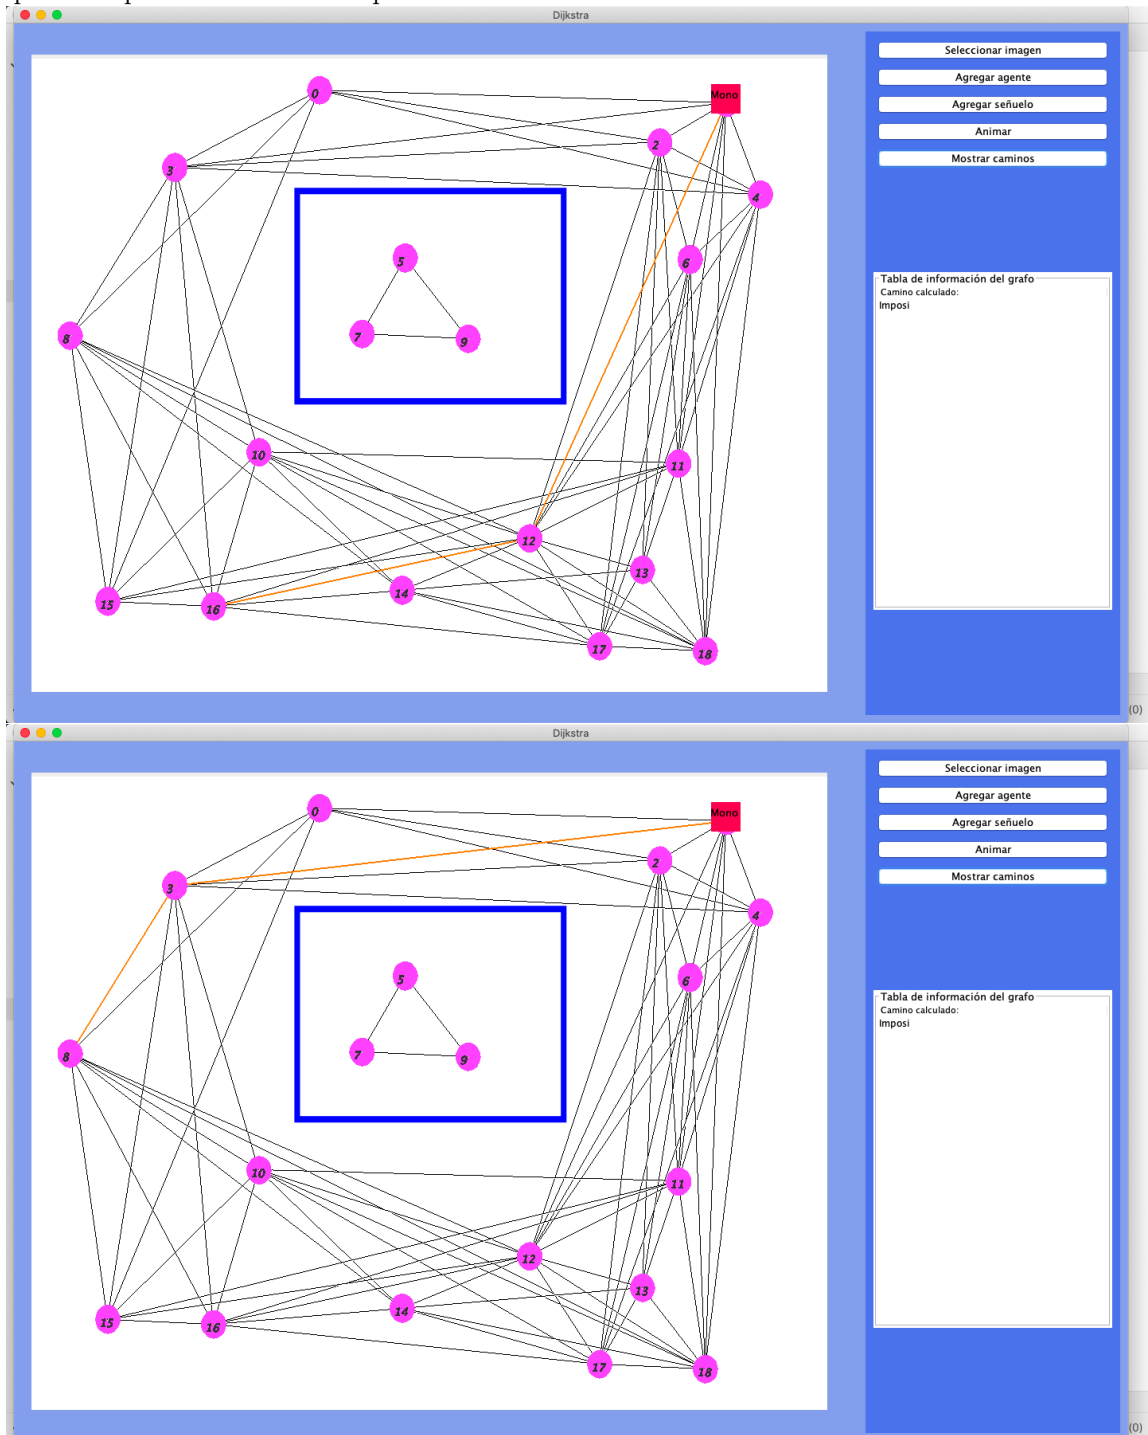 Dijkstra
Seleccionar imagen
Agregar agente
Agregar señuelo
Animar
Mostrar caminos
Tabla de información del grafo
Camino calculado:
Imposi
0
Mono
2
3
4
5
6
7
9
8
10
11
12
13
14
15
16
17
18
(0)
Dijkstra
Seleccionar imagen
Agregar agente
Agregar señuelo
Animar
Mostrar caminos
Tabla de información del grafo
Camino calculado:
Imposi
0
Mono
2
3
4
5
6
7
9
8
10
11
12
13
14
15
16
17
18
(0)